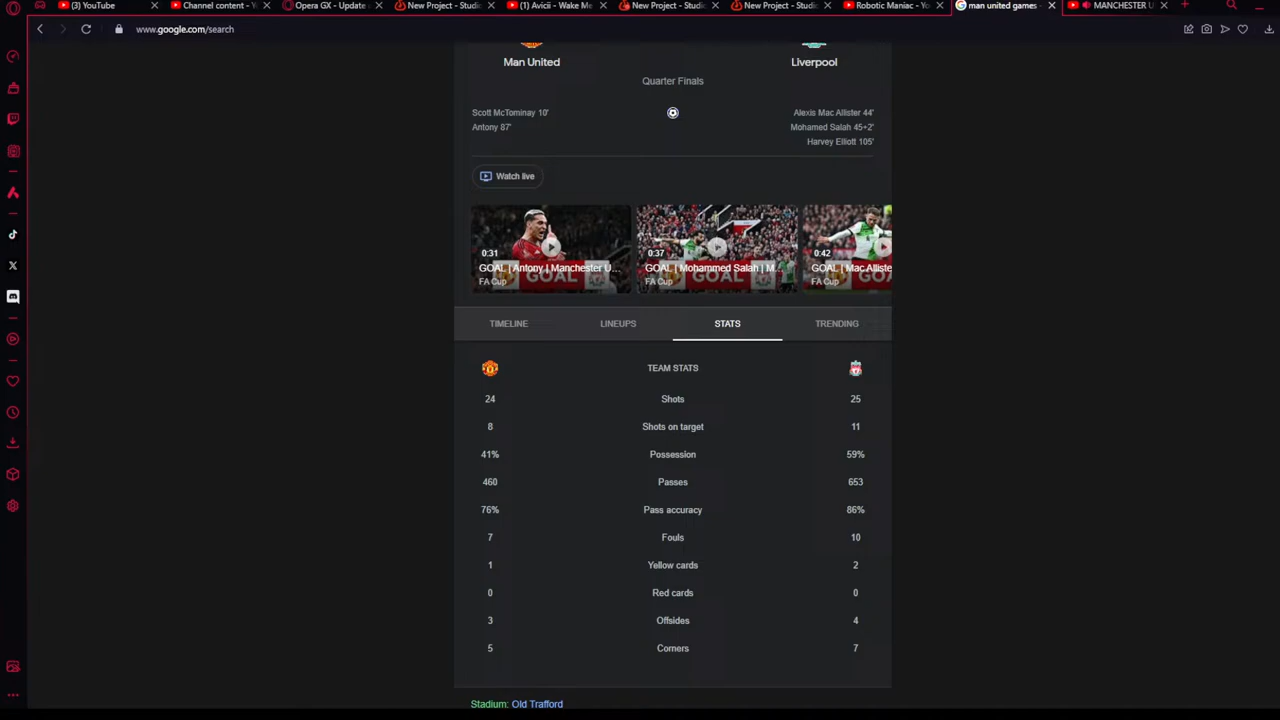 (3) YouTube
Channel content - Y
Opera GX - Update
New Project - Studi
(1) Avicii - Wake Me
New Project - Studi
New Project - Studi
Robotic Maniac - Yo
man united games -
MANCHESTER U
www.google.com/search
Man United
Liverpool
Quarter Finals
Scott McTominay 10'
Antony 87'
Alexis Mac Allister 44'
Mohamed Salah 45+2'
Harvey Elliott 105'
Watch live
0:31
GOAL | Antony | Manchester U...
FA Cup
GOAL
0:37
GOAL | Mohammed Salah | M...
FA Cup
GOAL
0:42
GOAL | Mac Alliste
FA Cup
GOAL
TIMELINE LINEUPS STATS TRENDING
TEAM STATS
24 Shots 25
8 Shots on target 11
41% Possession 59%
460 Passes 653
76% Pass accuracy 86%
7 Fouls 10
1 Yellow cards 2
0 Red cards 0
3 Offsides 4
5 Corners 7
Stadium: Old Trafford